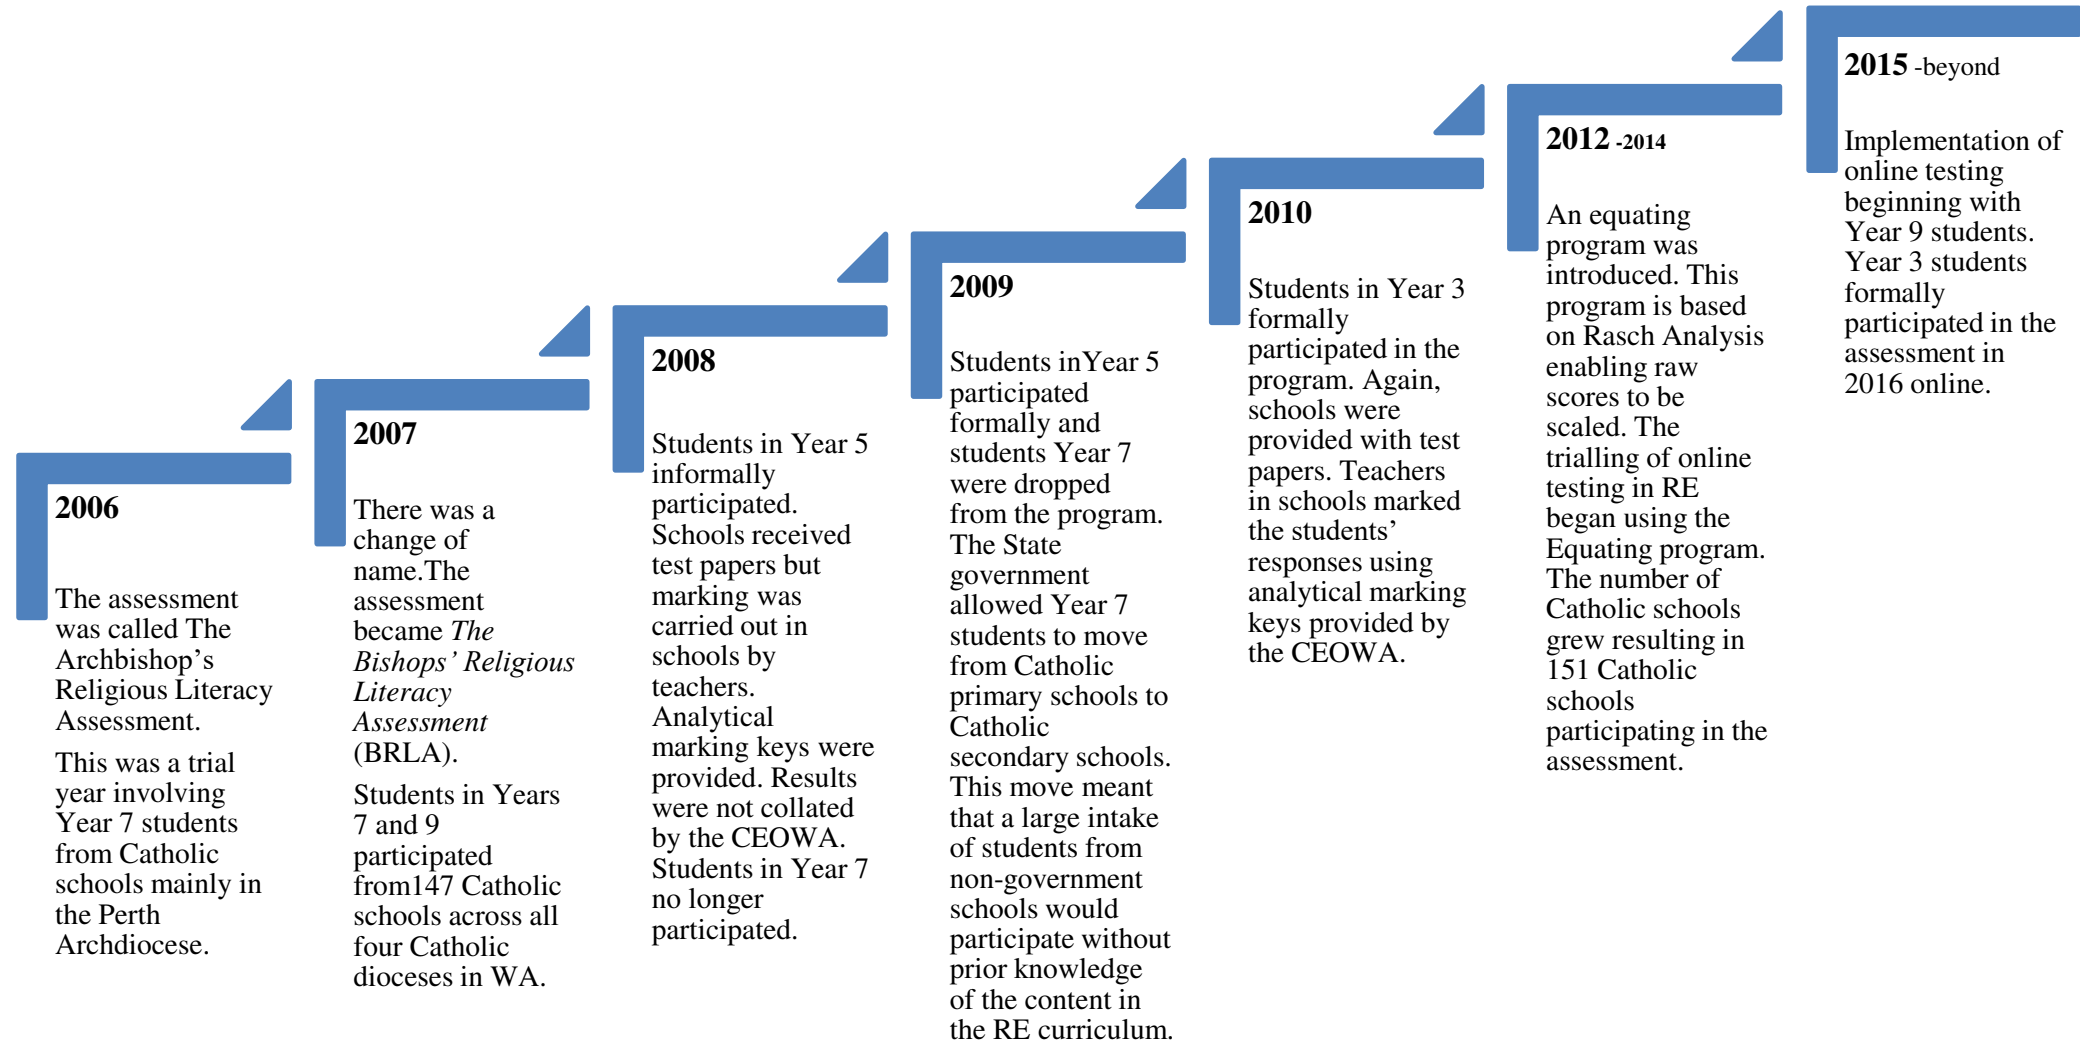 2006
The assessment
was called The
Archbishop's
Religious Literacy
Assessment.
This was a trial
year involving
Year 7 students
from Catholic
schools mainly in
the Perth
Archdiocese.
2007
There was a
change of
name.The
assessment
became The
Bishops' Religious
Literacy
Assessment
(BRLA).
Students in Years
7 and 9
participated
from147 Catholic
schools across all
four Catholic
dioceses in WA.
2008
Students in Year 5
informally
participated.
Schools received
test papers but
marking was
carried out in
schools by
teachers.
Analytical
marking keys were
provided. Results
were not collated
by the CEOWA.
Students in Year 7
no longer
participated.
2009
Students inYear 5
participated
formally and
students Year 7
were dropped
from the program.
The State
government
allowed Year 7
students to move
from Catholic
primary schools to
Catholic
secondary schools.
This move meant
that a large intake
of students from
non-government
schools would
participate without
prior knowledge
of the content in
the RE curriculum.
2010
Students in Year 3
formally
participated in the
program. Again,
schools were
provided with test
papers. Teachers
in schools marked
the students'
responses using
analytical marking
keys provided by
the CEOWA.
2012 -2014
An equating
program was
introduced. This
program is based
on Rasch Analysis
enabling raw
scores to be
scaled. The
trialling of online
testing in RE
began using the
Equating program.
The number of
Catholic schools
grew resulting in
151 Catholic
schools
participating in the
assessment.
2015 -beyond
Implementation of
online testing
beginning with
Year 9 students.
Year 3 students
formally
participated in the
assessment in
2016 online.